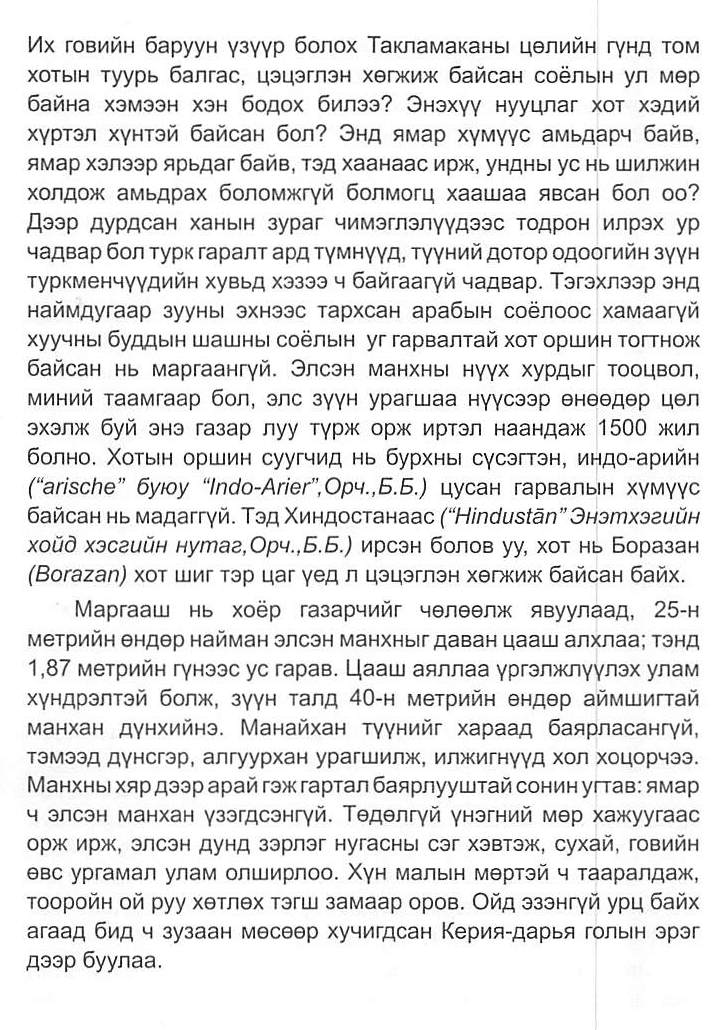 Их говийн баруун үзүүр болох Такламаканы цөлийн гүнд том
хотын туурь балгас, цэцэглэн хөгжиж байсан соёлын ул мөр
байна хэмээн хэн бодох билээ? Энэхүү нууцлаг хот хэдий
хүртэл хүнтэй байсан бол? Энд ямар хүмүүс амьдарч байв,
ямар хэлээр ярьдаг байв, тэд хаанаас ирж, ундны ус нь шилжин
холдож амьдрах боломжгүй болмогц хаашаа явсан бол оо?
Дээр дурдсан ханын зураг чимэглэлүүдээс тодрон илрэх ур
чадвар бол турк гаралт ард түмнүүд, түүний дотор одоогийн зүүн
туркменчүүдийн хувьд хэзээ ч байгаагүй чадвар. Тэгэхлээр энд
наймдугаар зууны эхнээс тархсан арабын соёлоос хамаагүй
хуучны буддын шашны соёлын уг гарвалтай хот оршин тогтнож
байсан нь маргаангүй. Элсэн манхны нүүх хурдыг тооцвол,
миний таамгаар бол, элс зүүн урагшаа нүүсээр өнөөдөр цөл
эхэлж буй энэ газар луу түрж орж иртэл наандаж 1500 жил
болно. Хотын оршин суугчид нь бурхны сүсэгтэн, индо-арийн
(“arische” буюу “Indo-Arier”,Орч.,Б.Б.) цусан гарвалын хүмүүс
байсан нь мадаггүй. Тэд Хиндостанаас (“Hindustān” Энэтхэгийн
хойд хэсгийн нутаг,Орч.,Б.Б.) ирсэн болов уу, хот нь Боразан
(Borazan) хот шиг тэр цаг үед л цэцэглэн хөгжиж байсан байх.
Маргааш нь хоёр газарчийг чөлөөлж явуулаад, 25-н
метрийн өндөр найман элсэн манхныг даван цааш алхлаа; тэнд
1,87 метрийн гүнээс ус гарав. Цааш аяллаа үргэлжлүүлэх улам
хүндрэлтэй болж, зүүн талд 40-н метрийн өндөр аймшигтай
манхан дүнхийнэ. Манайхан түүнийг хараад баярласангүй,
тэмээд дүнсгэр, алгуурхан урагшилж, илжигнүүд хол хоцорчээ.
Манхны хяр дээр арай гэж гартал баярлууштай сонин угтав: ямар
ч элсэн манхан үзэгдсэнгүй. Төдөлгүй үнэгний мөр хажуугаас
орж ирж, элсэн дунд зэрлэг нугасны сэг хэвтэж, сухай, говийн
өвс ургамал улам олширлоо. Хүн малын мөртэй ч тааралдаж,
тооройн ой руу хөтлөх тэгш замаар оров. Ойд эзэнгүй урц байх
агаад бид ч зузаан мөсөөр хучигдсан Керия-дарья голын эрэг
дээр буулаа.